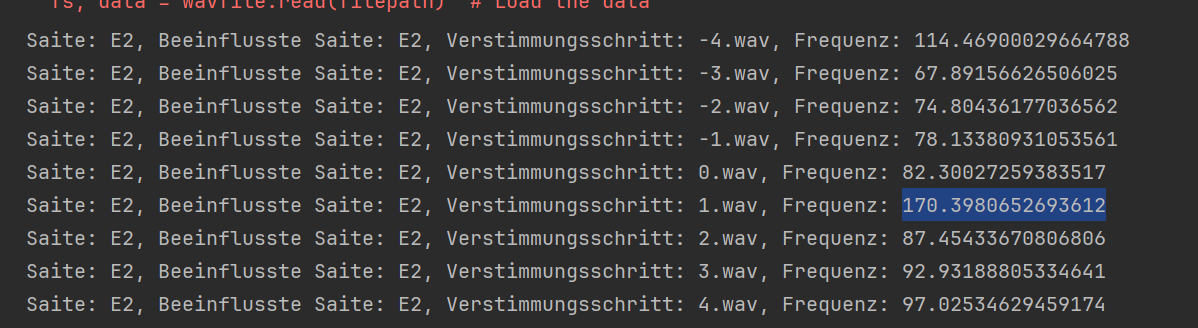 fs, data = wavfile.read(filepath)  # Load the data
Saite: E2, Beeinflusste Saite: E2, Verstimmungsschritt: -4.wav, Frequenz: 114.46900029664788
Saite: E2, Beeinflusste Saite: E2, Verstimmungsschritt: -3.wav, Frequenz: 67.89156626506025
Saite: E2, Beeinflusste Saite: E2, Verstimmungsschritt: -2.wav, Frequenz: 74.80436177036562
Saite: E2, Beeinflusste Saite: E2, Verstimmungsschritt: -1.wav, Frequenz: 78.13380931053561
Saite: E2, Beeinflusste Saite: E2, Verstimmungsschritt: 0.wav, Frequenz: 82.30027259383517
Saite: E2, Beeinflusste Saite: E2, Verstimmungsschritt: 1.wav, Frequenz: 170.3980652693612
Saite: E2, Beeinflusste Saite: E2, Verstimmungsschritt: 2.wav, Frequenz: 87.45433670806806
Saite: E2, Beeinflusste Saite: E2, Verstimmungsschritt: 3.wav, Frequenz: 92.93188805334641
Saite: E2, Beeinflusste Saite: E2, Verstimmungsschritt: 4.wav, Frequenz: 97.02534629459174